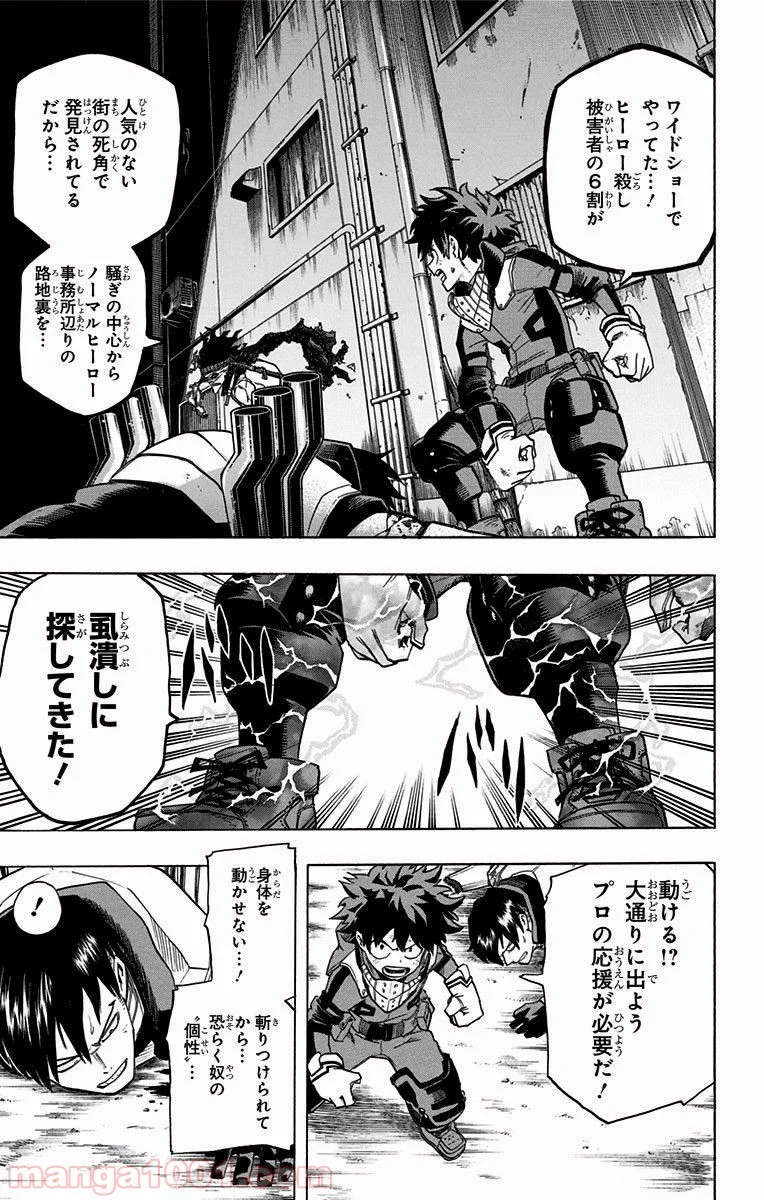 ワイドショーで
やってた…!
ヒーロー殺し
被害者の6割が
人気のない
街の死角で
発見されてる
だから…
騒ぎの中心から
ノーマルヒーロー
事務所辺りの
路地裏を…
虱潰しに
探してきた!
動ける!?
大通りに出よう
プロの応援が必要だ!
身体を
動かせない…!
斬りつけられて
から…
恐らく奴の
“個性”…
!